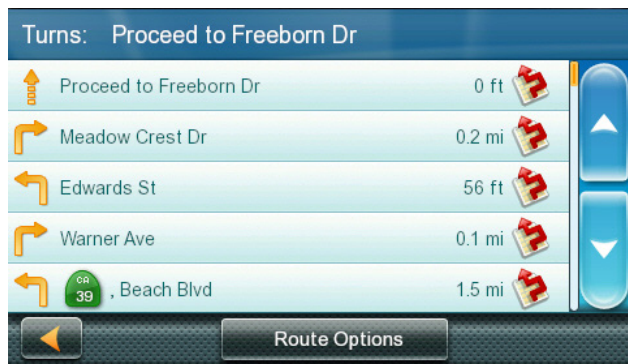 Turns: Proceed to Freeborn Dr
Proceed to Freeborn Dr 0 ft
Meadow Crest Dr 0.2 mi
Edwards St 56 ft
Warner Ave 0.1 mi
CA 39 , Beach Blvd 1.5 mi
Route Options